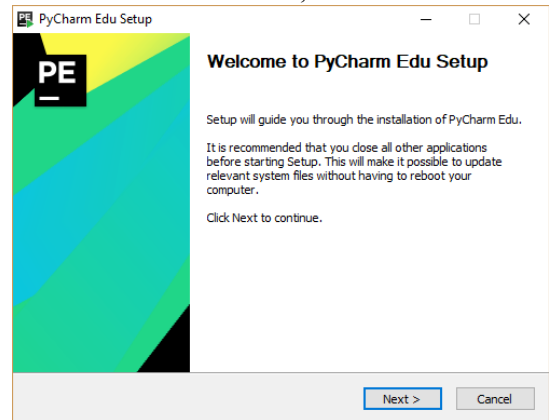 PyCharm Edu Setup
PE
Welcome to PyCharm Edu Setup
Setup will guide you through the installation of PyCharm Edu.
It is recommended that you close all other applications
before starting Setup. This will make it possible to update
relevant system files without having to reboot your
computer.
Click Next to continue.
Next >
Cancel